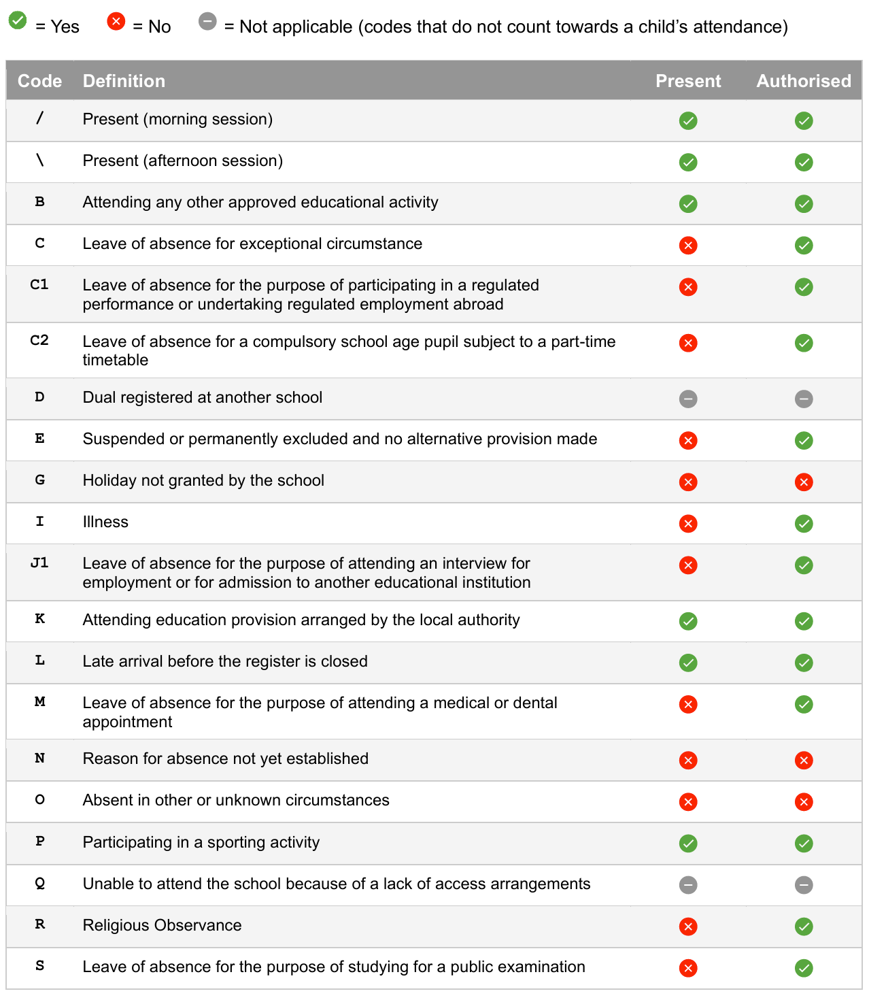 = Yes = No = Not applicable (codes that do not count towards a child’s attendance)
Code Definition Present Authorised
/ Present (morning session)
\ Present (afternoon session)
B Attending any other approved educational activity
C Leave of absence for exceptional circumstance
C1 Leave of absence for the purpose of participating in a regulated
performance or undertaking regulated employment abroad
C2 Leave of absence for a compulsory school age pupil subject to a part-time
timetable
D Dual registered at another school
E Suspended or permanently excluded and no alternative provision made
G Holiday not granted by the school
I Illness
J1 Leave of absence for the purpose of attending an interview for
employment or for admission to another educational institution
K Attending education provision arranged by the local authority
L Late arrival before the register is closed
M Leave of absence for the purpose of attending a medical or dental
appointment
N Reason for absence not yet established
O Absent in other or unknown circumstances
P Participating in a sporting activity
Q Unable to attend the school because of a lack of access arrangements
R Religious Observance
S Leave of absence for the purpose of studying for a public examination